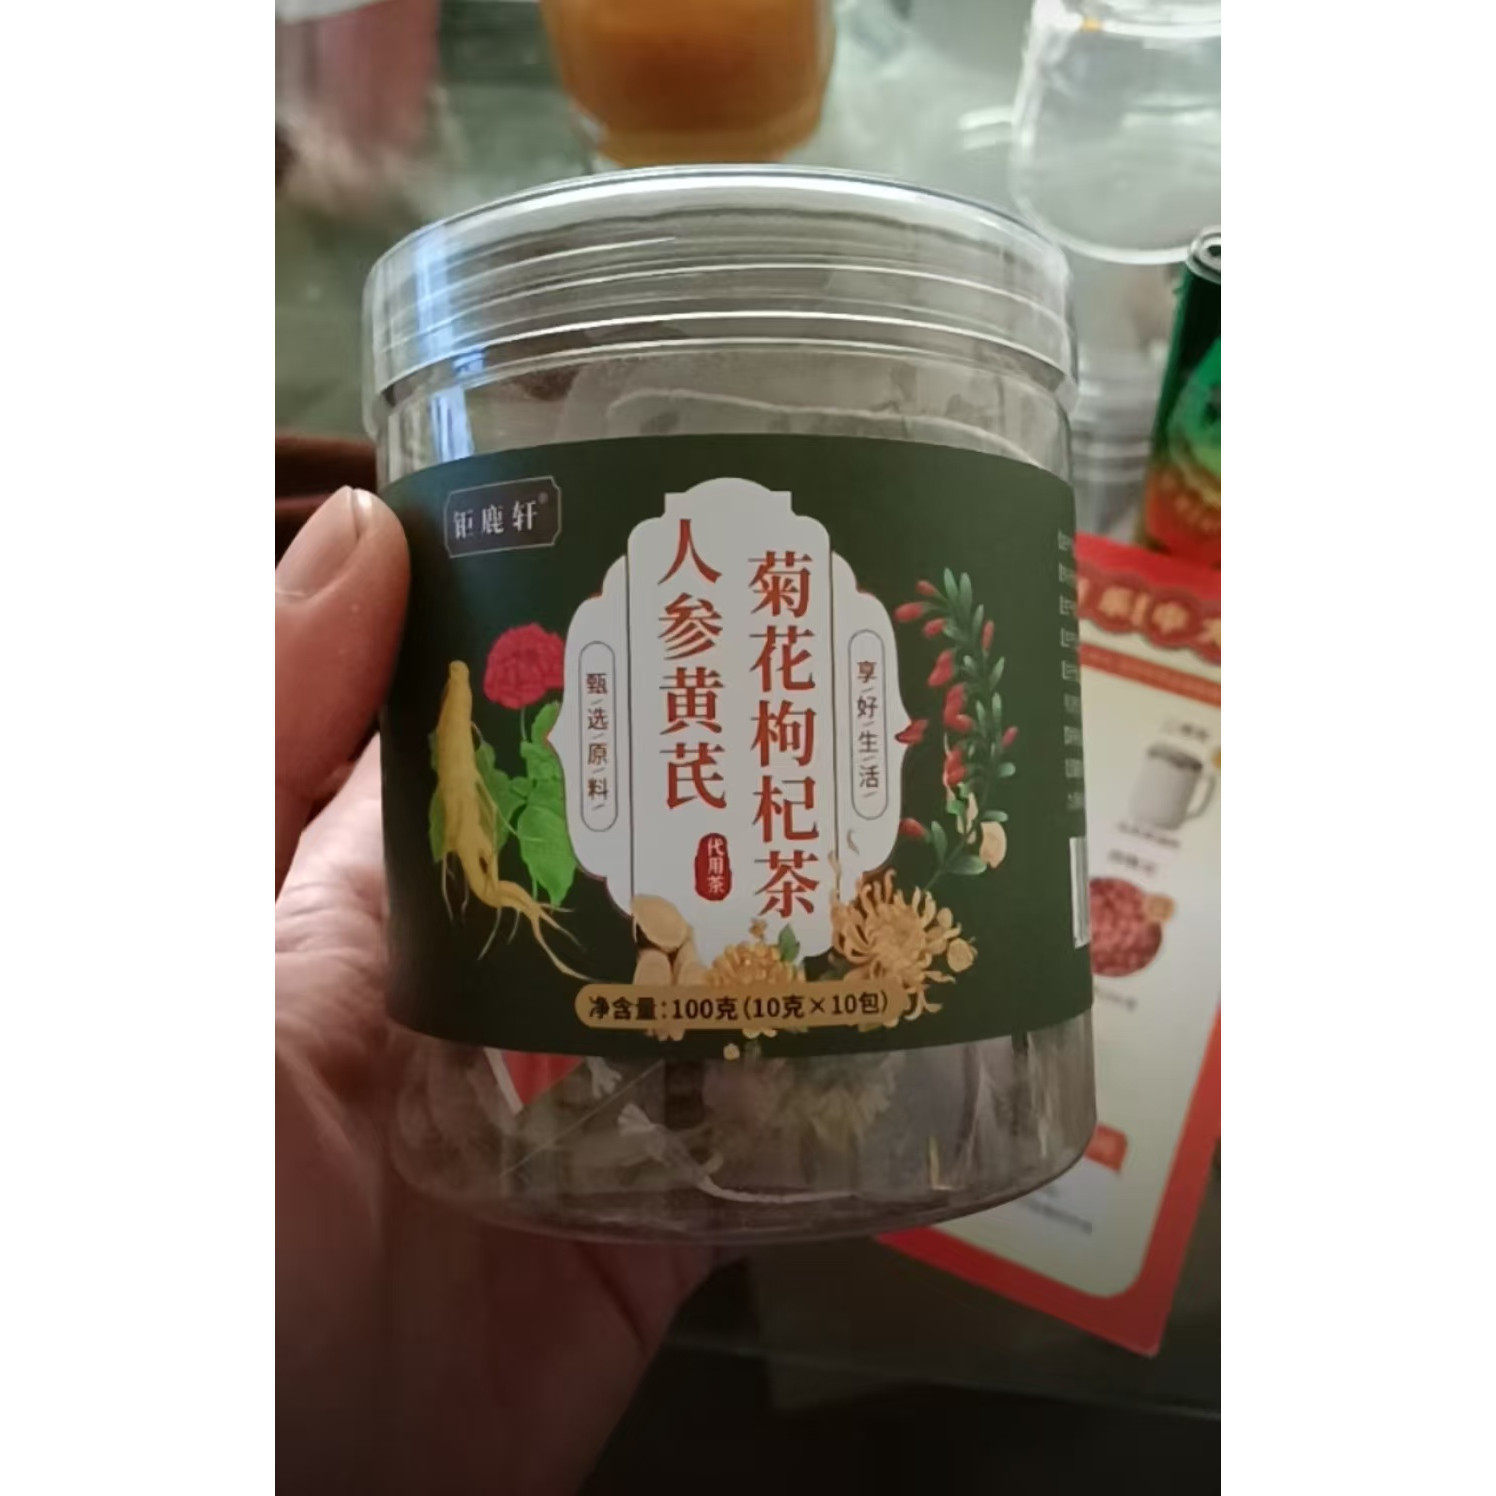 钜鹿轩®
人参黄芪
菊花枸杞茶
代用茶
甄选原料
享好生活
净含量：100克（10克×10包）